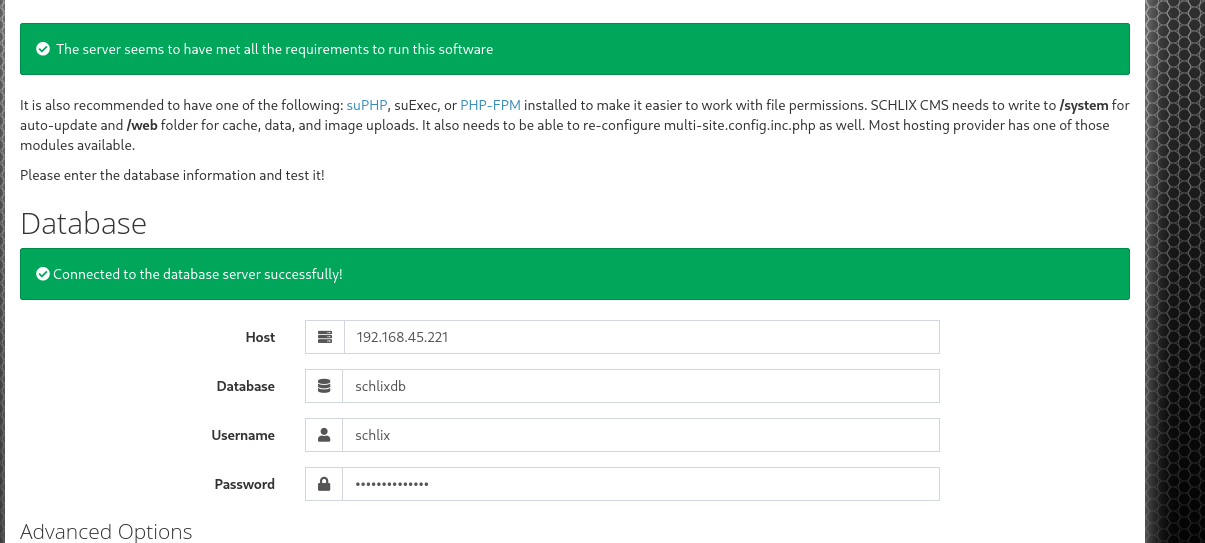 The server seems to have met all the requirements to run this software
It is also recommended to have one of the following: suPHP, suExec, or PHP-FPM installed to make it easier to work with file permissions. SCHLIX CMS needs to write to /system for
auto-update and /web folder for cache, data, and image uploads. It also needs to be able to re-configure multi-site.config.inc.php as well. Most hosting provider has one of those
modules available.
Please enter the database information and test it!
Database
Connected to the database server successfully!
Host 192.168.45.221
Database schlixdb
Username schlix
Password ••••••••••••••
Advanced Options